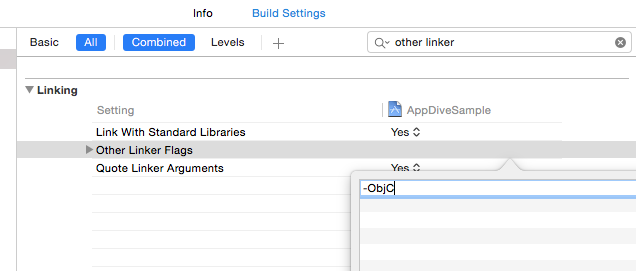 Info Build Settings
Basic All Combined Levels + other linker
Linking
Setting AppDiveSample
Link With Standard Libraries Yes
Other Linker Flags
Quote Linker Arguments Yes
-ObjC